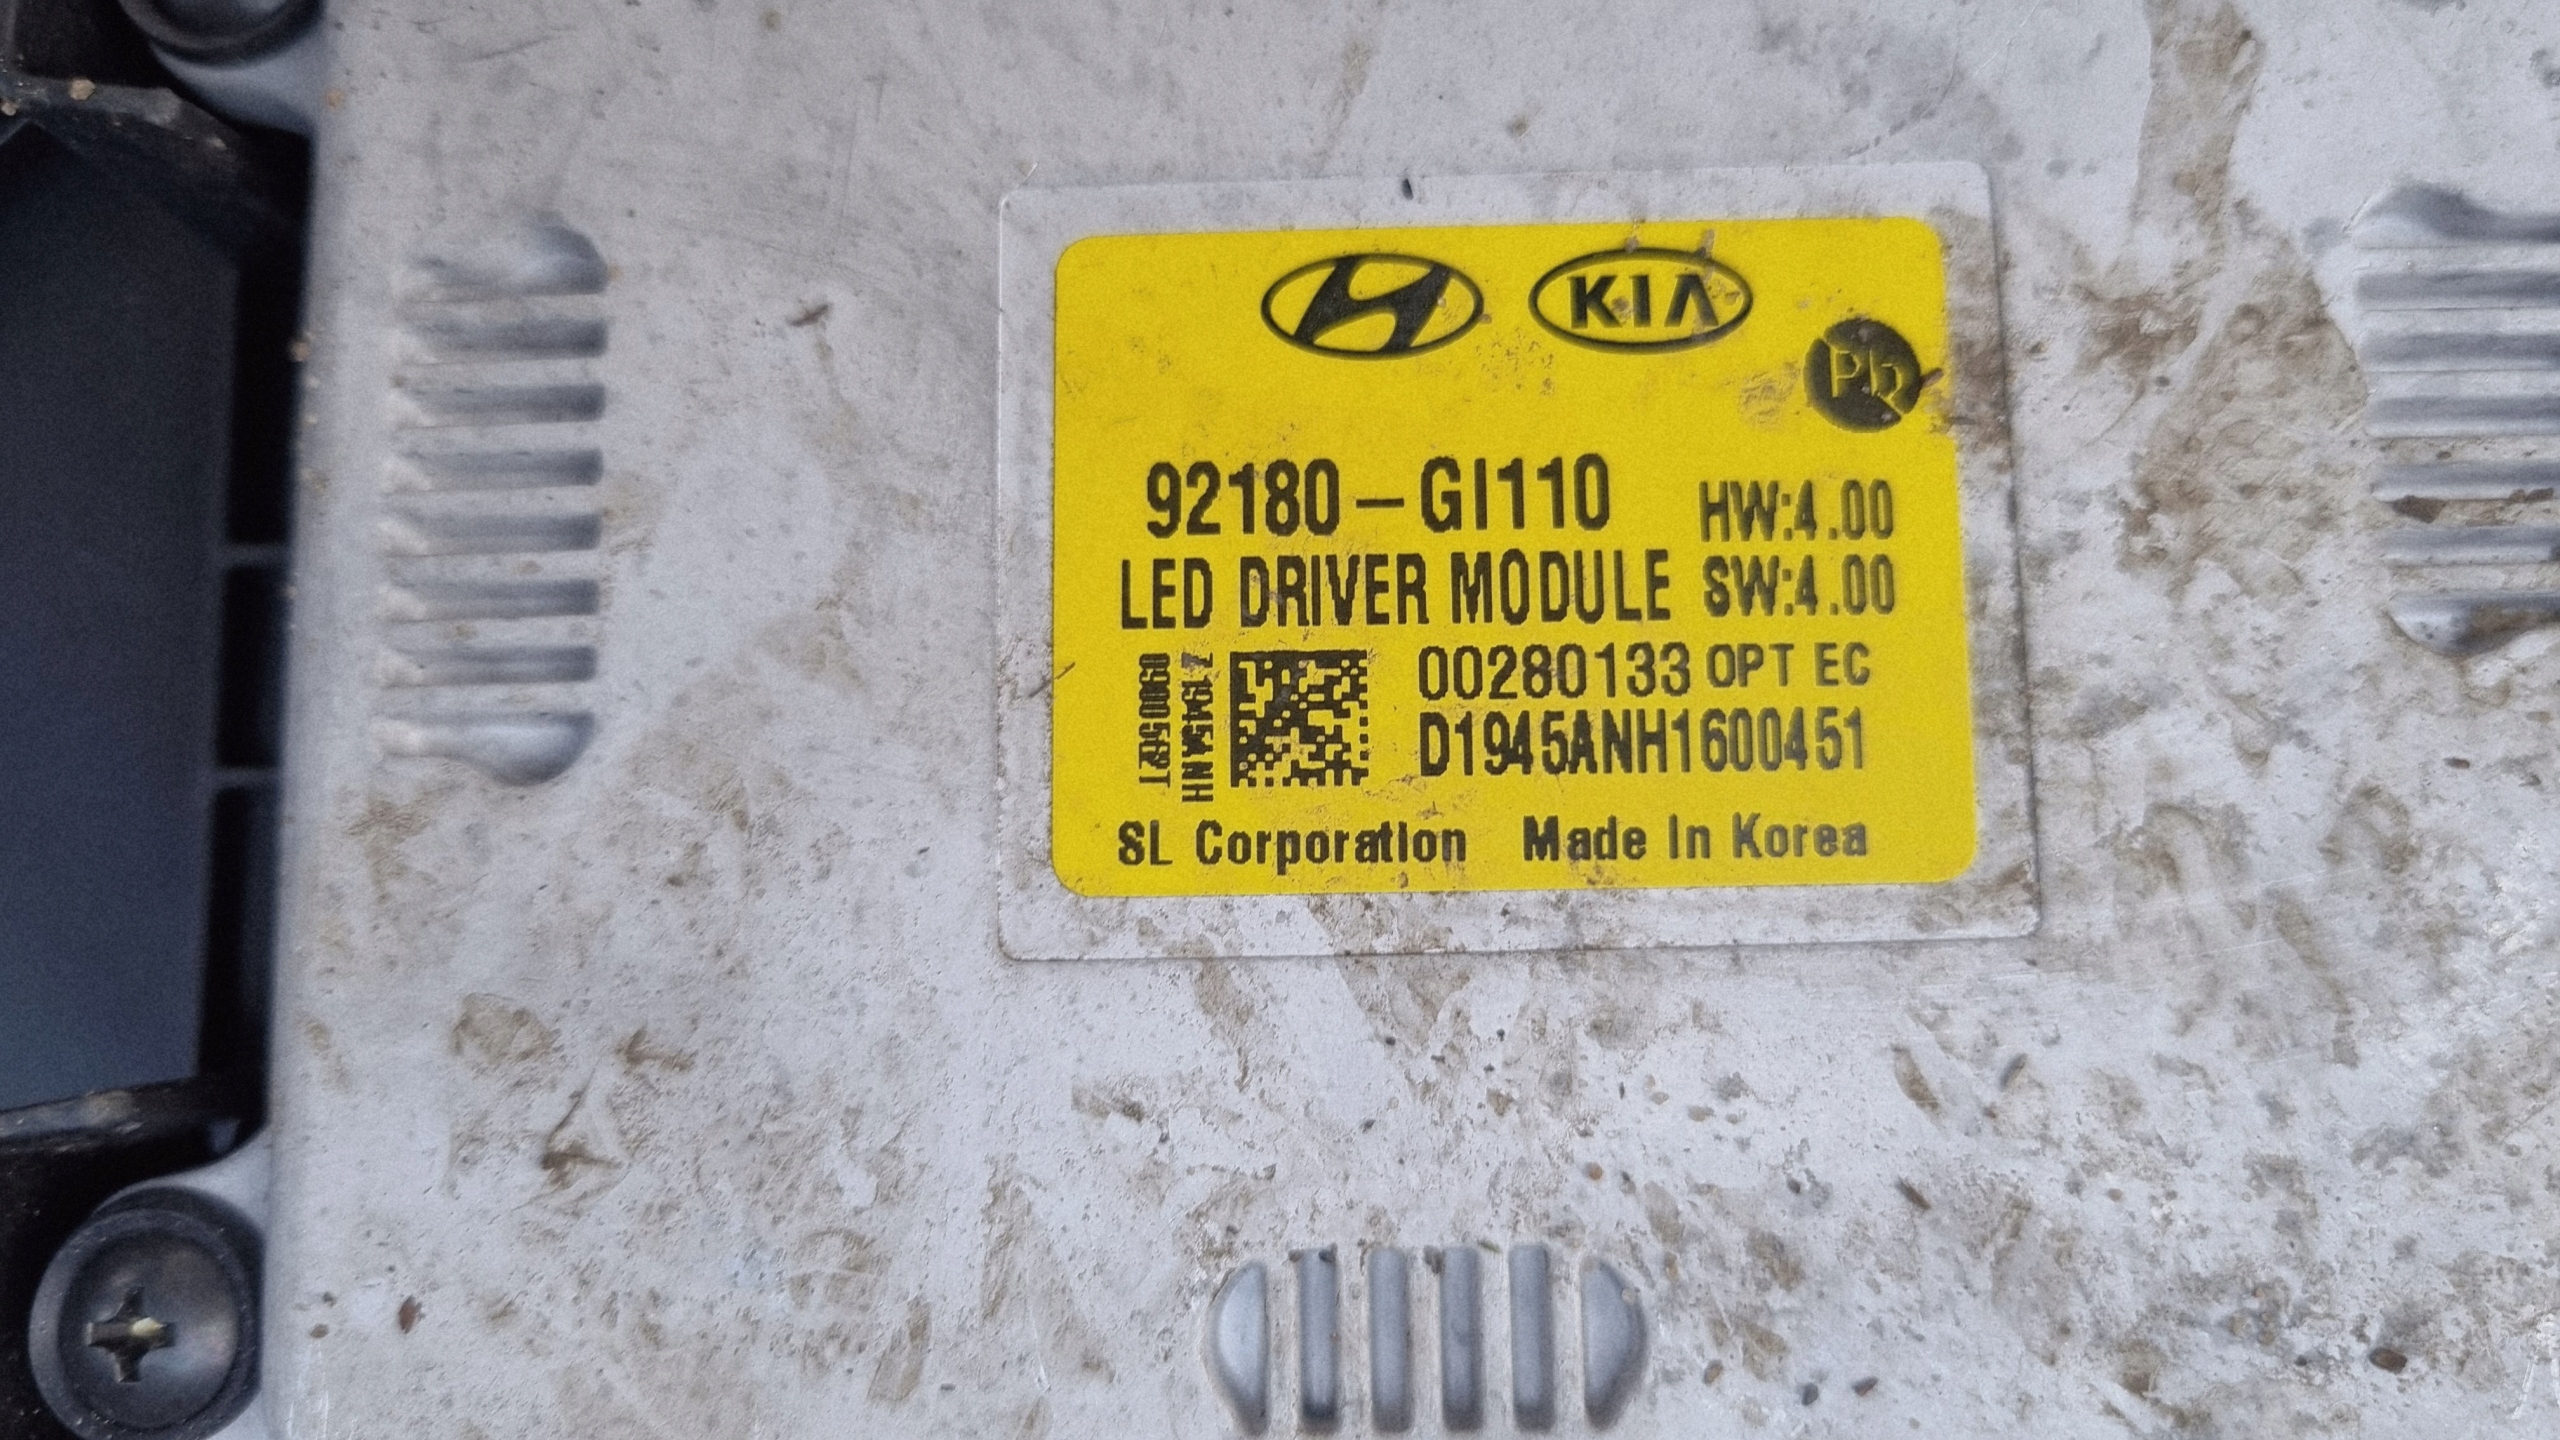 KIA
Pb
92180-GI110 HW:4.00
LED DRIVER MODULE SW:4.00
00280133 OPT EC
D1945ANH1600451
SL Corporation Made In Korea